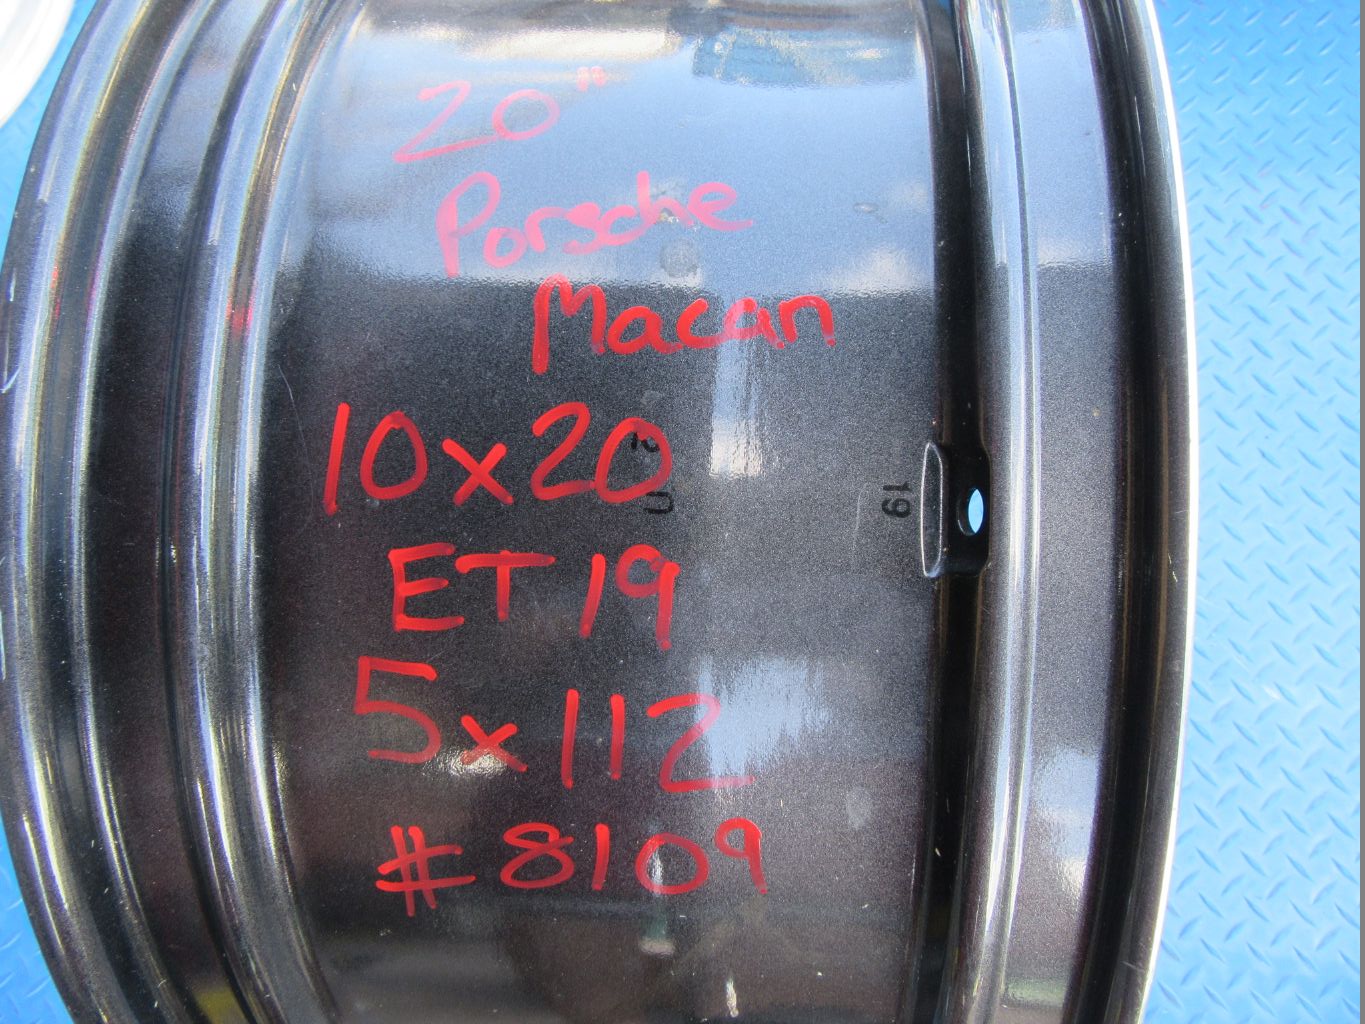 20"
Porsche
Macan
10x20
ET19
5x112
#8109
19